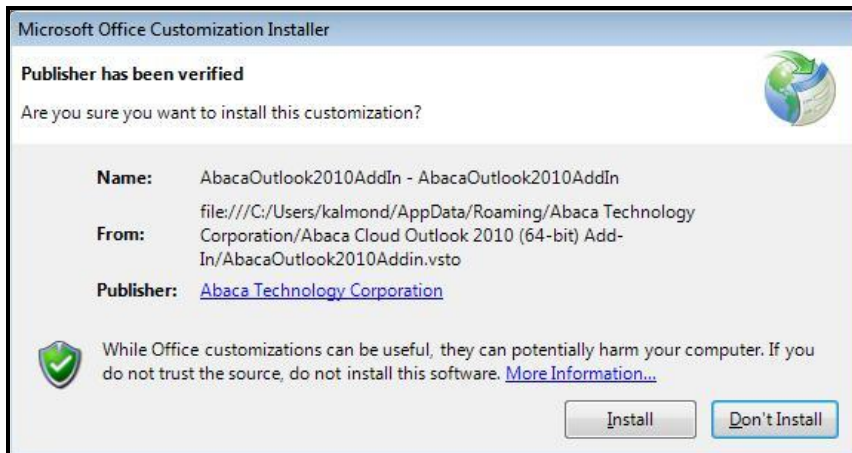 Microsoft Office Customization Installer
Publisher has been verified
Are you sure you want to install this customization?
Name: AbacaOutlook2010AddIn - AbacaOutlook2010AddIn
file:///C:/Users/kalmond/AppData/Roaming/Abaca Technology
From: Corporation/Abaca Cloud Outlook 2010 (64-bit) Add-
In/AbacaOutlook2010Addin.vsto
Publisher: Abaca Technology Corporation
While Office customizations can be useful, they can potentially harm your computer. If you
do not trust the source, do not install this software. More Information...
Install Don't Install